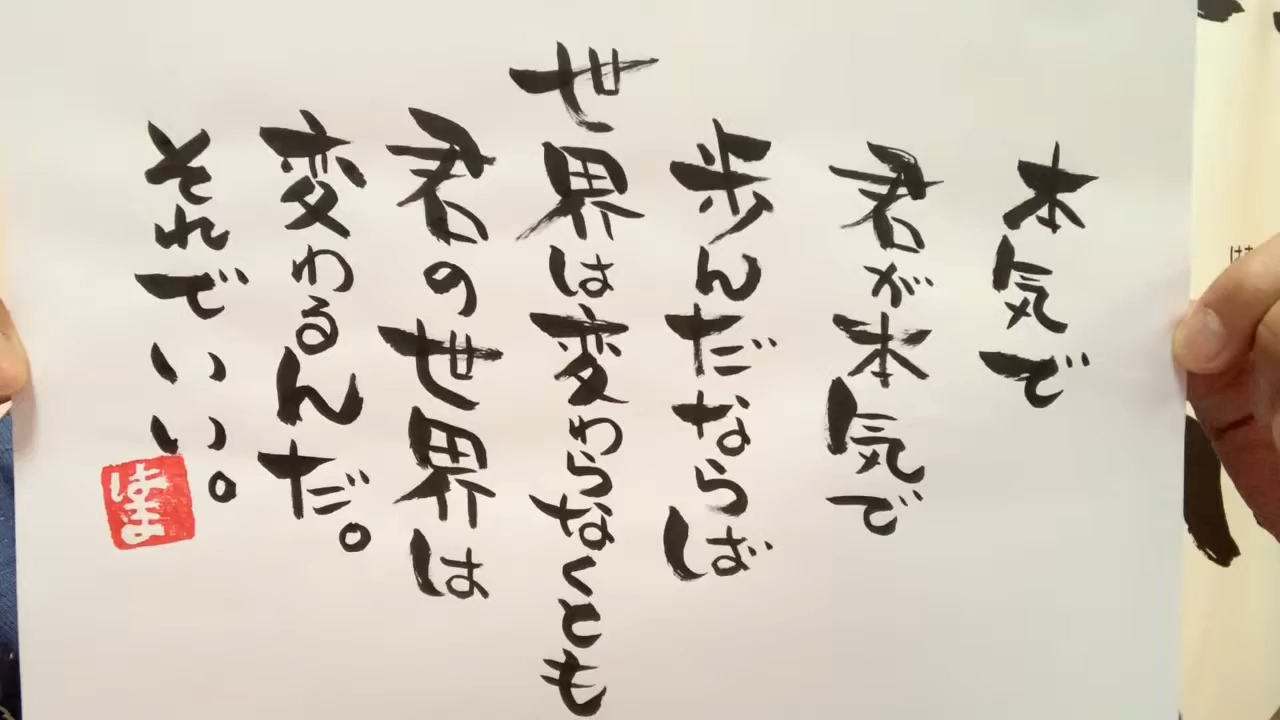 本気で
君が本気で
歩んだならば
世界は変わらなくとも
君の世界は
変わるんだ。
それでいい。
はま